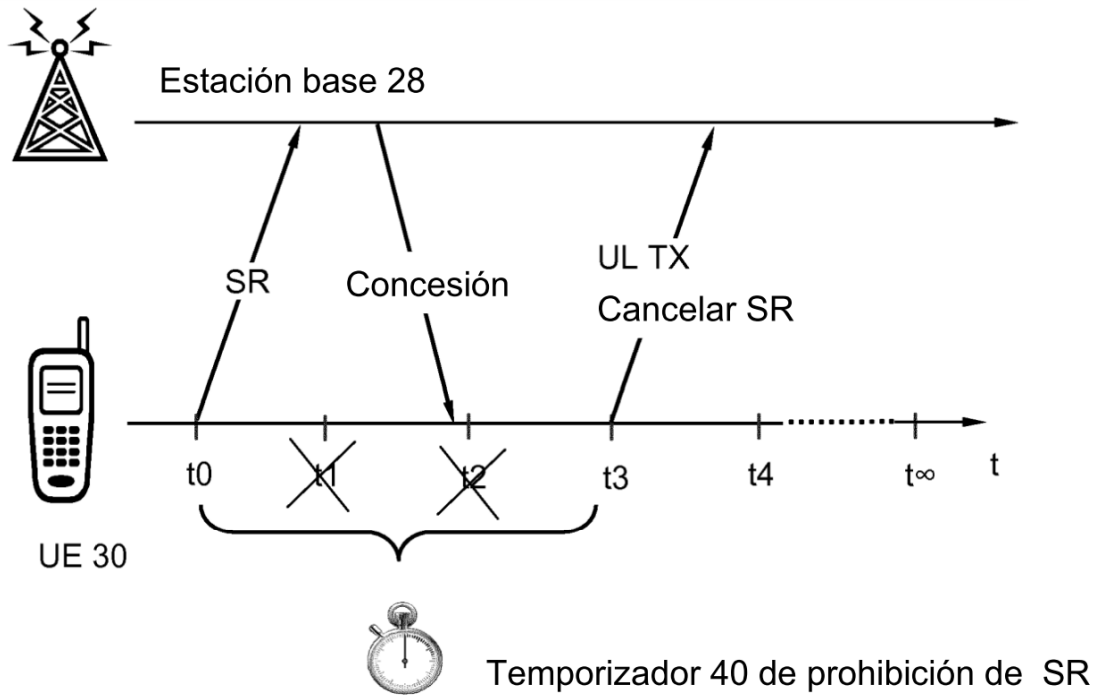 Estación base 28
SR
Concesión
UL TX
Cancelar SR
t0 t1 t2 t3 t4 t∞ t
UE 30
Temporizador 40 de prohibición de SR